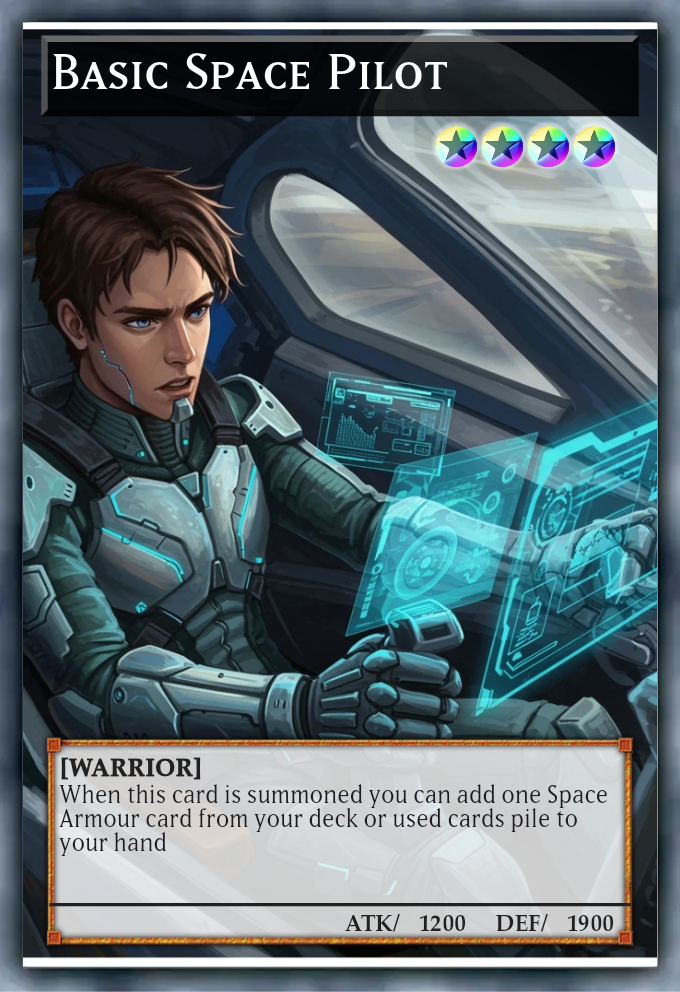 Basic Space Pilot
[WARRIOR]
When this card is summoned you can add one Space
Armour card from your deck or used cards pile to
your hand
ATK/ 1200 DEF/ 1900